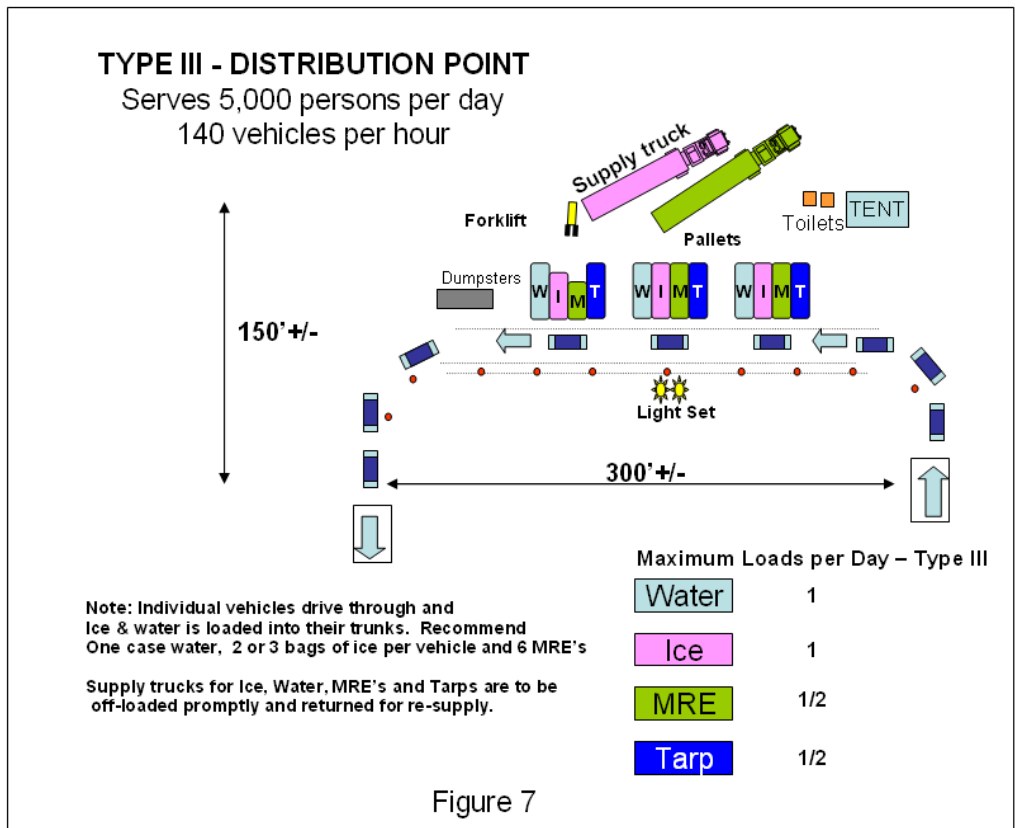 TYPE III - DISTRIBUTION POINT
Serves 5,000 persons per day
140 vehicles per hour
Supply truck
Forklift
Pallets
Toilets
TENT
Dumpsters
W I M T
W I M T
W I M T
150'+/-
Light Set
300'+/-
Maximum Loads per Day – Type III
Water 1
Ice 1
MRE 1/2
Tarp 1/2
Note: Individual vehicles drive through and
Ice & water is loaded into their trunks. Recommend
One case water, 2 or 3 bags of ice per vehicle and 6 MRE's
Supply trucks for Ice, Water, MRE's and Tarps are to be
off-loaded promptly and returned for re-supply.
Figure 7